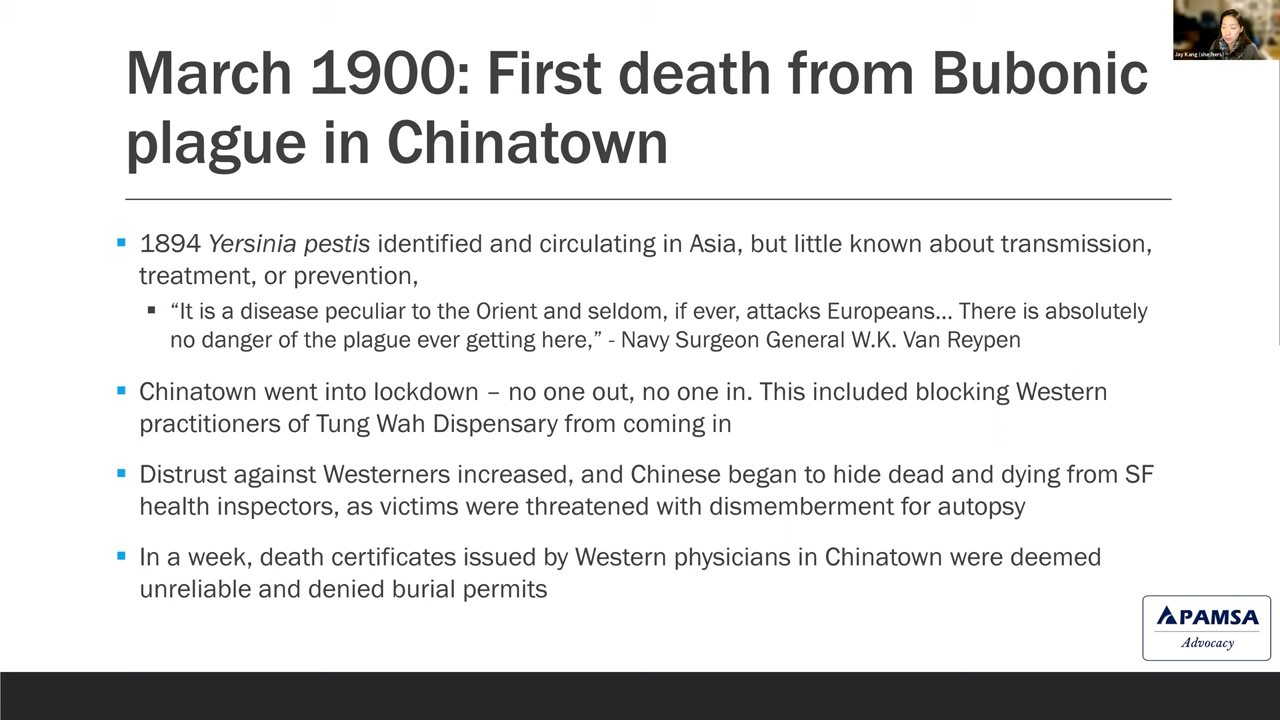 March 1900: First death from Bubonic
plague in Chinatown
1894 Yersinia pestis identified and circulating in Asia, but little known about transmission,
treatment, or prevention,
“It is a disease peculiar to the Orient and seldom, if ever, attacks Europeans... There is absolutely
no danger of the plague ever getting here,” - Navy Surgeon General W.K. Van Reypen
Chinatown went into lockdown – no one out, no one in. This included blocking Western
practitioners of Tung Wah Dispensary from coming in
Distrust against Westerners increased, and Chinese began to hide dead and dying from SF
health inspectors, as victims were threatened with dismemberment for autopsy
In a week, death certificates issued by Western physicians in Chinatown were deemed
unreliable and denied burial permits
Jay Kang (she/hers)
APAMSA
Advocacy